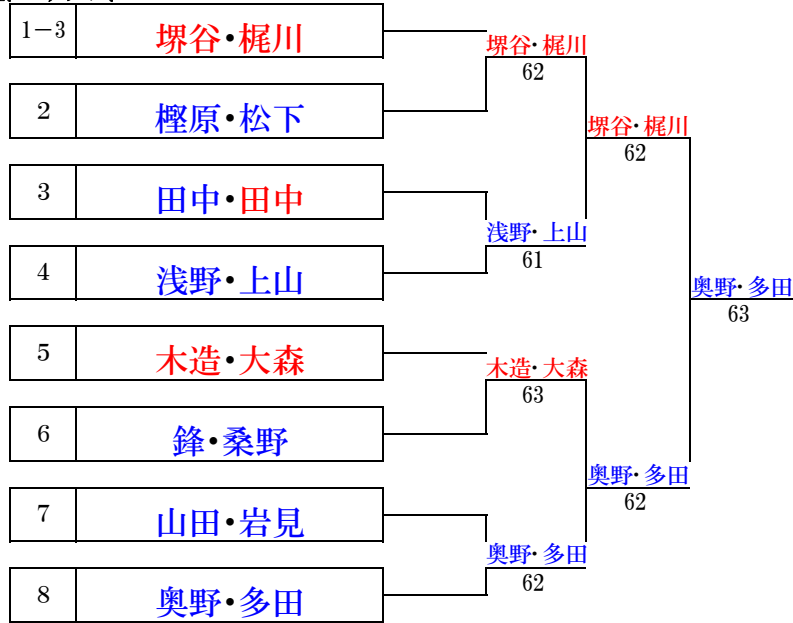 1－3 堺谷・梶川
堺谷・梶川
62
2 樫原・松下
堺谷・梶川
62
3 田中・田中
浅野・上山
61
4 浅野・上山
奥野・多田
63
5 木造・大森
木造・大森
63
6 鋒・桑野
奥野・多田
62
7 山田・岩見
奥野・多田
62
8 奥野・多田